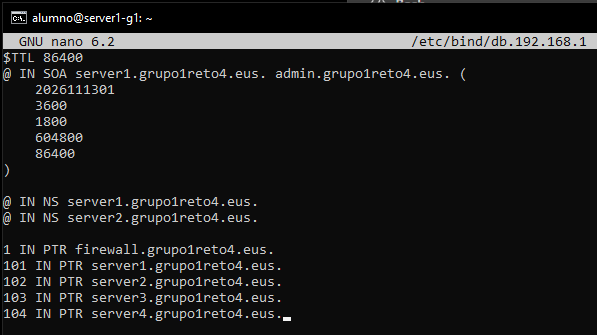 alumno@server1-g1: ~
GNU nano 6.2 /etc/bind/db.192.168.1
$TTL 86400
@ IN SOA server1.grupo1reto4.eus. admin.grupo1reto4.eus. (
    2026111301
    3600
    1800
    604800
    86400
)

@ IN NS server1.grupo1reto4.eus.
@ IN NS server2.grupo1reto4.eus.

1 IN PTR firewall.grupo1reto4.eus.
101 IN PTR server1.grupo1reto4.eus.
102 IN PTR server2.grupo1reto4.eus.
103 IN PTR server3.grupo1reto4.eus.
104 IN PTR server4.grupo1reto4.eus.